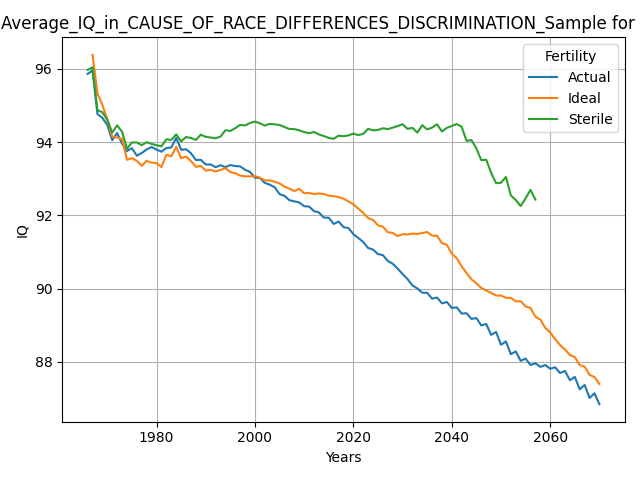 Average_IQ_in_CAUSE_OF_RACE_DIFFERENCES_DISCRIMINATION_Sample for
Fertility
Actual
Ideal
Sterile
96
94
92
90
88
IQ
1980
2000
2020
2040
2060
Years